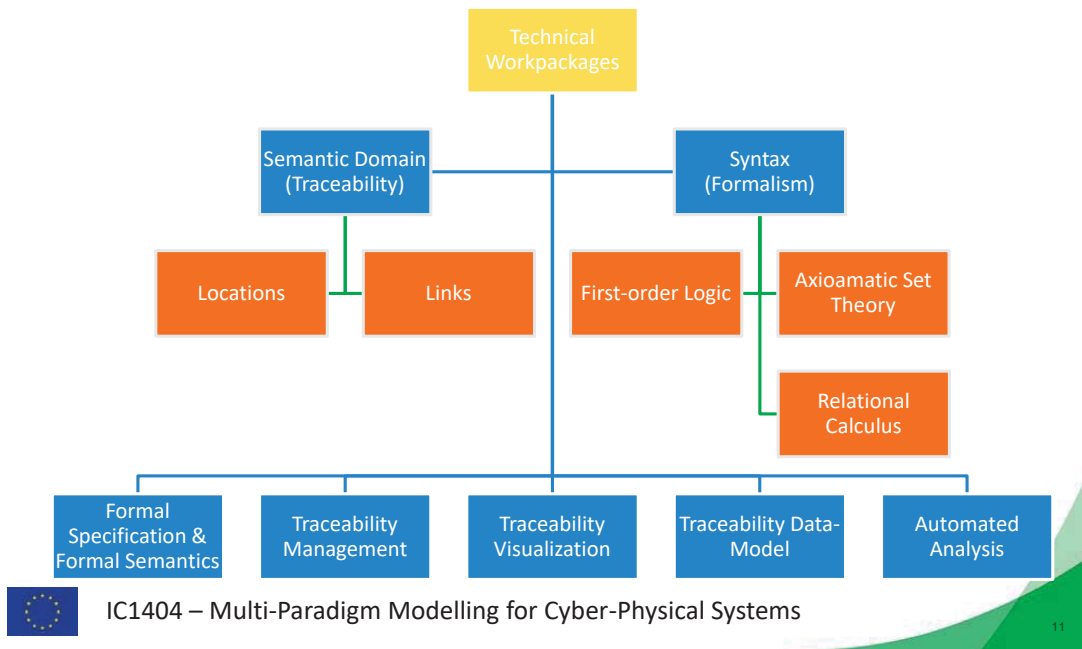 Technical
Workpackages
Semantic Domain
(Traceability)
Syntax
(Formalism)
Locations
Links
First-order Logic
Axioamatic Set
Theory
Relational
Calculus
Formal
Specification &
Formal Semantics
Traceability
Management
Traceability
Visualization
Traceability Data-
Model
Automated
Analysis
IC1404 – Multi-Paradigm Modelling for Cyber-Physical Systems
11